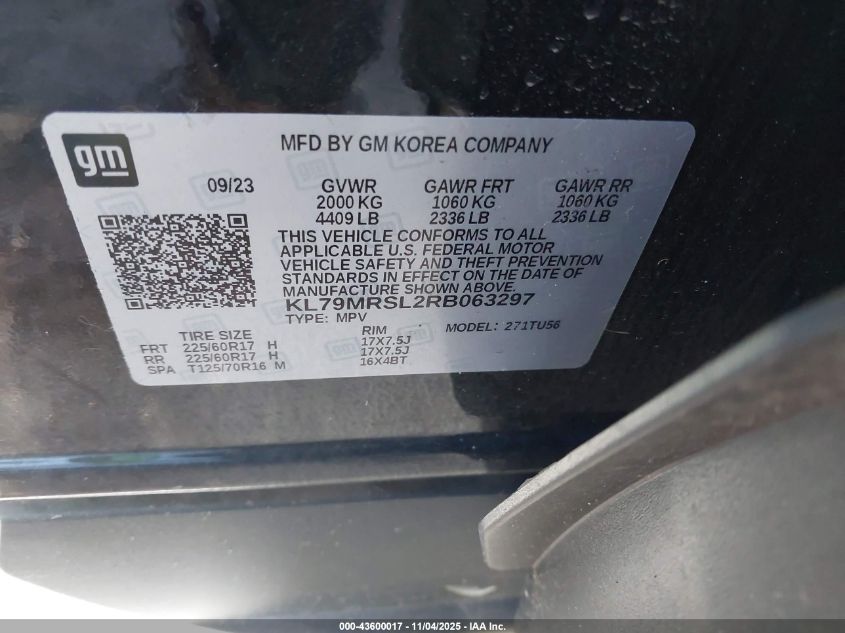 gm
MFD BY GM KOREA COMPANY
09/23
GVWR GAWR FRT GAWR RR
2000 KG 1060 KG 1060 KG
4409 LB 2336 LB 2336 LB
THIS VEHICLE CONFORMS TO ALL
APPLICABLE U.S. FEDERAL MOTOR
VEHICLE SAFETY AND THEFT PREVENTION
STANDARDS IN EFFECT ON THE DATE OF
MANUFACTURE SHOWN ABOVE.
KL79MRSL2RB063297
TYPE: MPV MODEL: 271TU56
TIRE SIZE RIM
FRT 225/60R17 H 17X7.5J
RR 225/60R17 H 17X7.5J
SPA T125/70R16 M 16X4BT
000-43600017 - 11/04/2025 - IAA Inc.